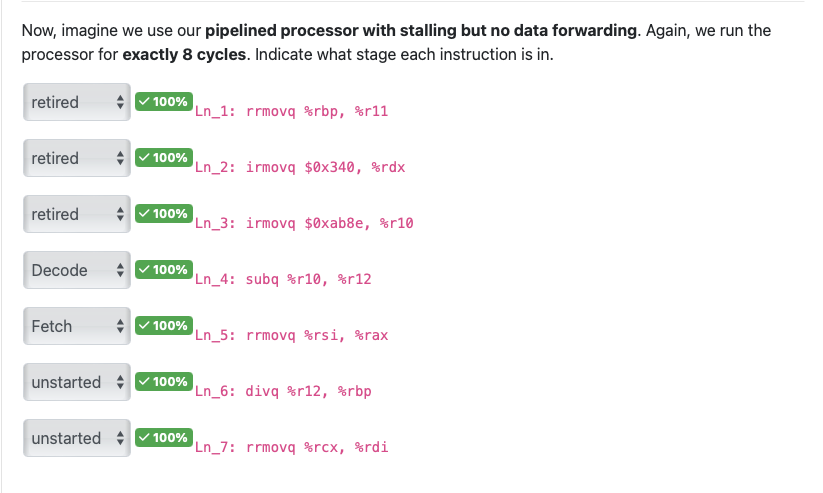 Now, imagine we use our pipelined processor with stalling but no data forwarding. Again, we run the
processor for exactly 8 cycles. Indicate what stage each instruction is in.
retired 100% Ln_1: rrmovq %rbp, %r11
retired 100% Ln_2: irmovq $0x340, %rdx
retired 100% Ln_3: irmovq $0xab8e, %r10
Decode 100% Ln_4: subq %r10, %r12
Fetch 100% Ln_5: rrmovq %rsi, %rax
unstarted 100% Ln_6: divq %r12, %rbp
unstarted 100% Ln_7: rrmovq %rcx, %rdi